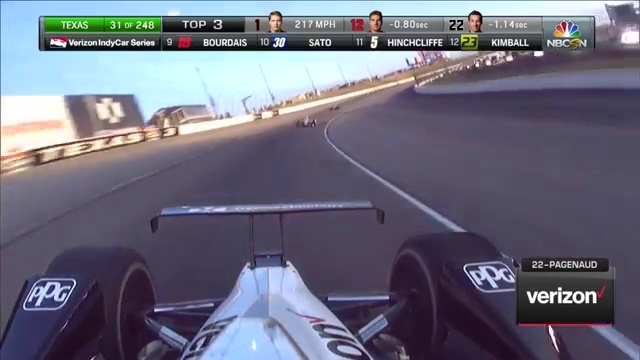 TEXAS 31 OF 248 TOP 3 1 217 MPH 12 -0.80sec 22 -1.14sec
Verizon IndyCar Series 9 18 BOURDAIS 10 30 SATO 11 5 HINCHCLIFFE 12 23 KIMBALL NBCSN
PPG
PPG
22-PAGENAUD
verizon